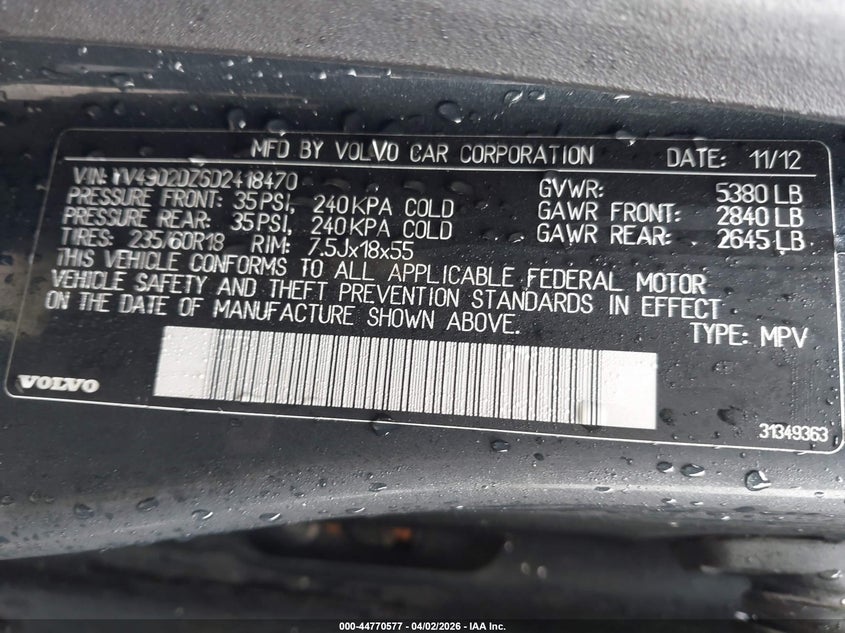 MFD BY VOLVO CAR CORPORATION DATE: 11/12
VIN: YV4902DZ6D2418470
PRESSURE FRONT: 35 PSI, 240 KPA COLD
PRESSURE REAR: 35 PSI, 240 KPA COLD
TIRES: 235/60R18 RIM: 7.5Jx18x55
GVWR: 5380 LB
GAWR FRONT: 2840 LB
GAWR REAR: 2645 LB
THIS VEHICLE CONFORMS TO ALL APPLICABLE FEDERAL MOTOR
VEHICLE SAFETY AND THEFT PREVENTION STANDARDS IN EFFECT
ON THE DATE OF MANUFACTURE SHOWN ABOVE.
TYPE: MPV
VOLVO
31349363
000-44770577 - 04/02/2026 - IAA Inc.